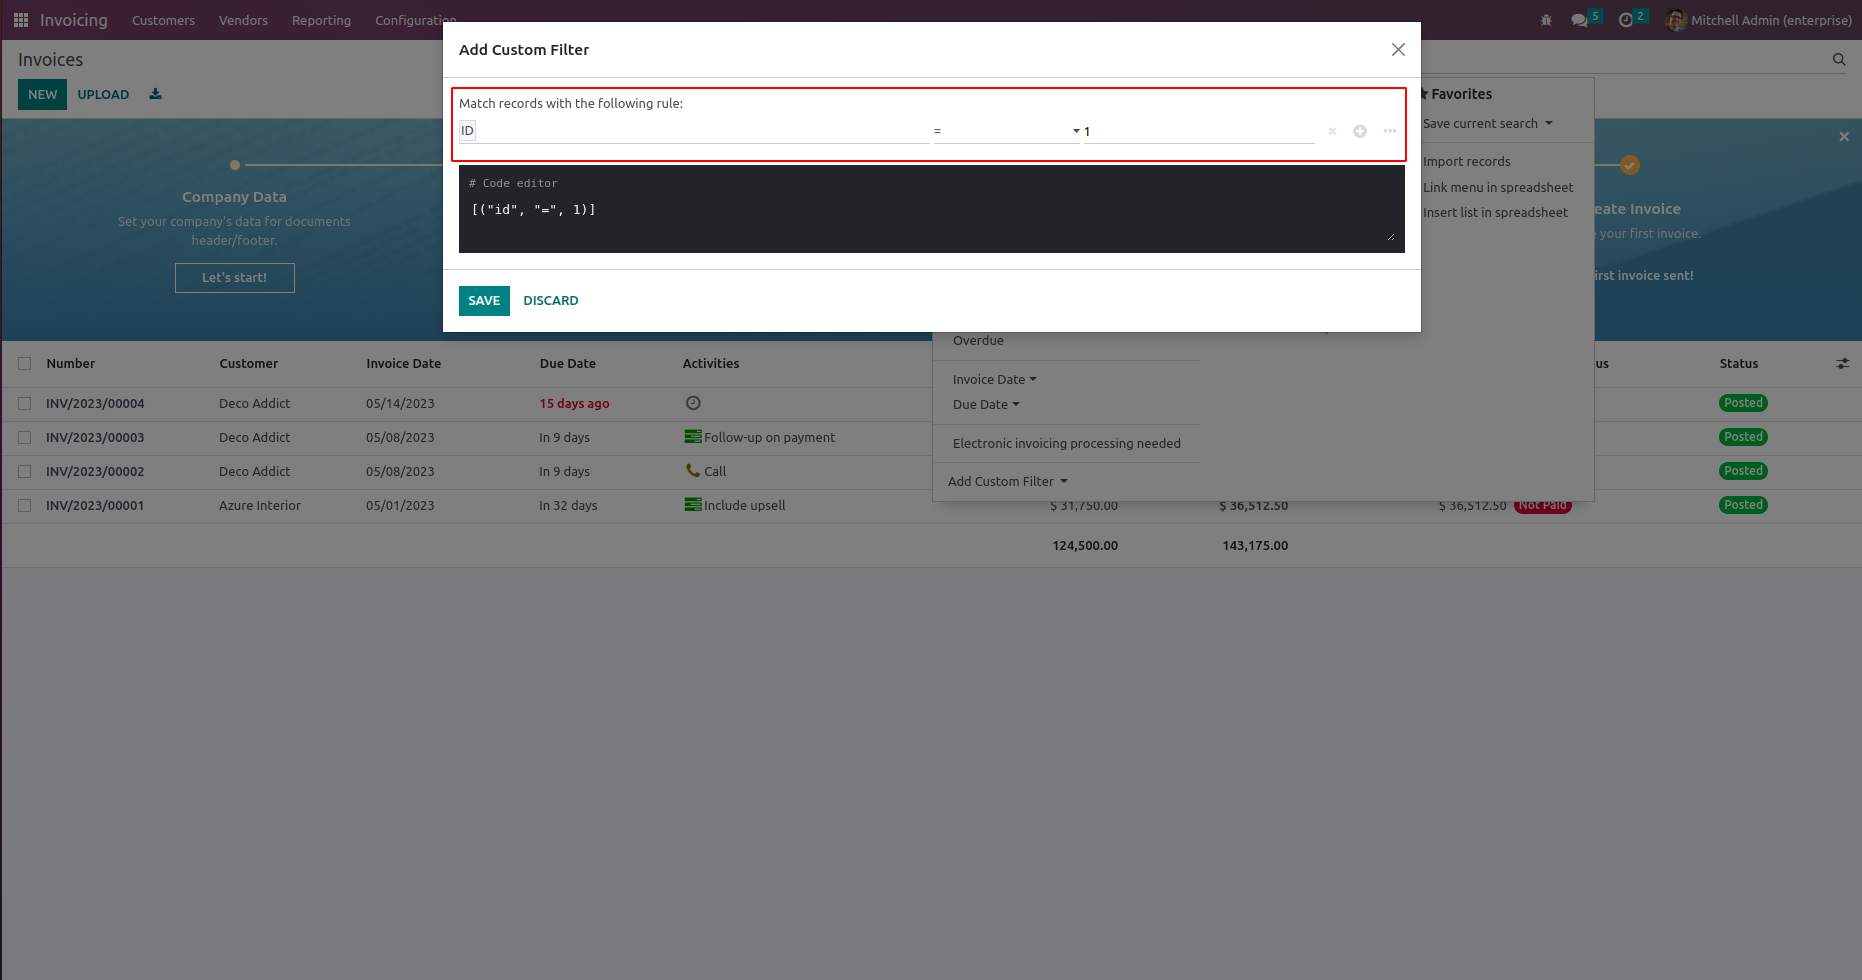 Invoicing Customers Vendors Reporting Configuration 5 2 Mitchell Admin (enterprise)
Invoices
NEW UPLOAD
Add Custom Filter
Match records with the following rule:
ID = 1
# Code editor
[("id", "=", 1)]
SAVE DISCARD
Favorites
Save current search
Import records
Link menu in spreadsheet
Insert list in spreadsheet
Company Data
Set your company's data for documents
header/footer.
Let's start!
eate Invoice
your first invoice.
irst invoice sent!
Overdue
Invoice Date
Due Date
Electronic invoicing processing needed
Add Custom Filter
Number Customer Invoice Date Due Date Activities us Status
INV/2023/00004 Deco Addict 05/14/2023 15 days ago Posted
INV/2023/00003 Deco Addict 05/08/2023 In 9 days Follow-up on payment Posted
INV/2023/00002 Deco Addict 05/08/2023 In 9 days Call Posted
INV/2023/00001 Azure Interior 05/01/2023 In 32 days Include upsell $ 31,750.00 $ 36,512.50 $ 36,512.50 Not Paid Posted
124,500.00 143,175.00